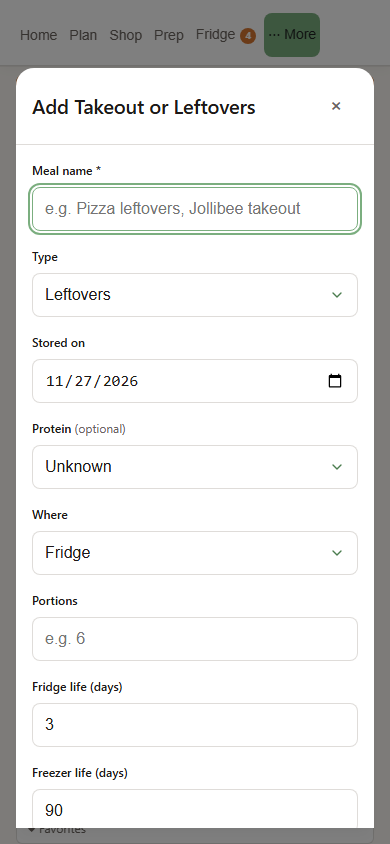 Home Plan Shop Prep Fridge 4 ··· More
Add Takeout or Leftovers ×
Meal name *
e.g. Pizza leftovers, Jollibee takeout
Type
Leftovers
Stored on
11/27/2026
Protein (optional)
Unknown
Where
Fridge
Portions
e.g. 6
Fridge life (days)
3
Freezer life (days)
90
Favorites